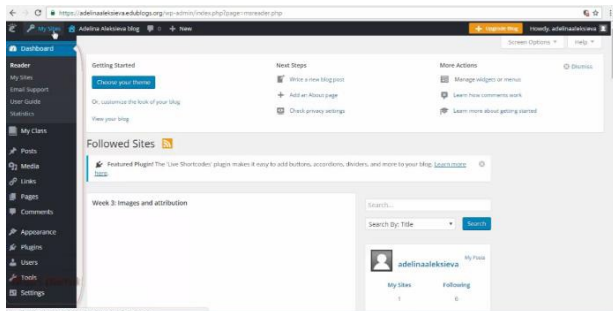 https://adelinaaleksieva.edublogs.org/wp-admin/index.php?page=msreader.php
My Sites Adelina Aleksieva blog 0 + New Upgrade Blog Howdy, adelinaaleksieva
Screen Options Help
Dashboard
Reader
My Sites
Email Support
User Guide
Statistics
My Class
Posts
Media
Links
Pages
Comments
Appearance
Plugins
Users
Tools
Settings
Getting Started
Choose your theme
Or, customize the look of your blog
View your blog
Next Steps
Write a new blog post
Add an About page
Check privacy settings
More Actions
Manage widgets or menus
Learn how comments work
Learn more about getting started
Dismiss
Followed Sites
Featured Plugin! The 'Live Shortcodes' plugin makes it easy to add buttons, accordions, dividers, and more to your blog. Learn more
here
Week 3: Images and attribution
Search...
Search By: Title Search
adelinaaleksieva
My Posts
My Sites Following
1 6